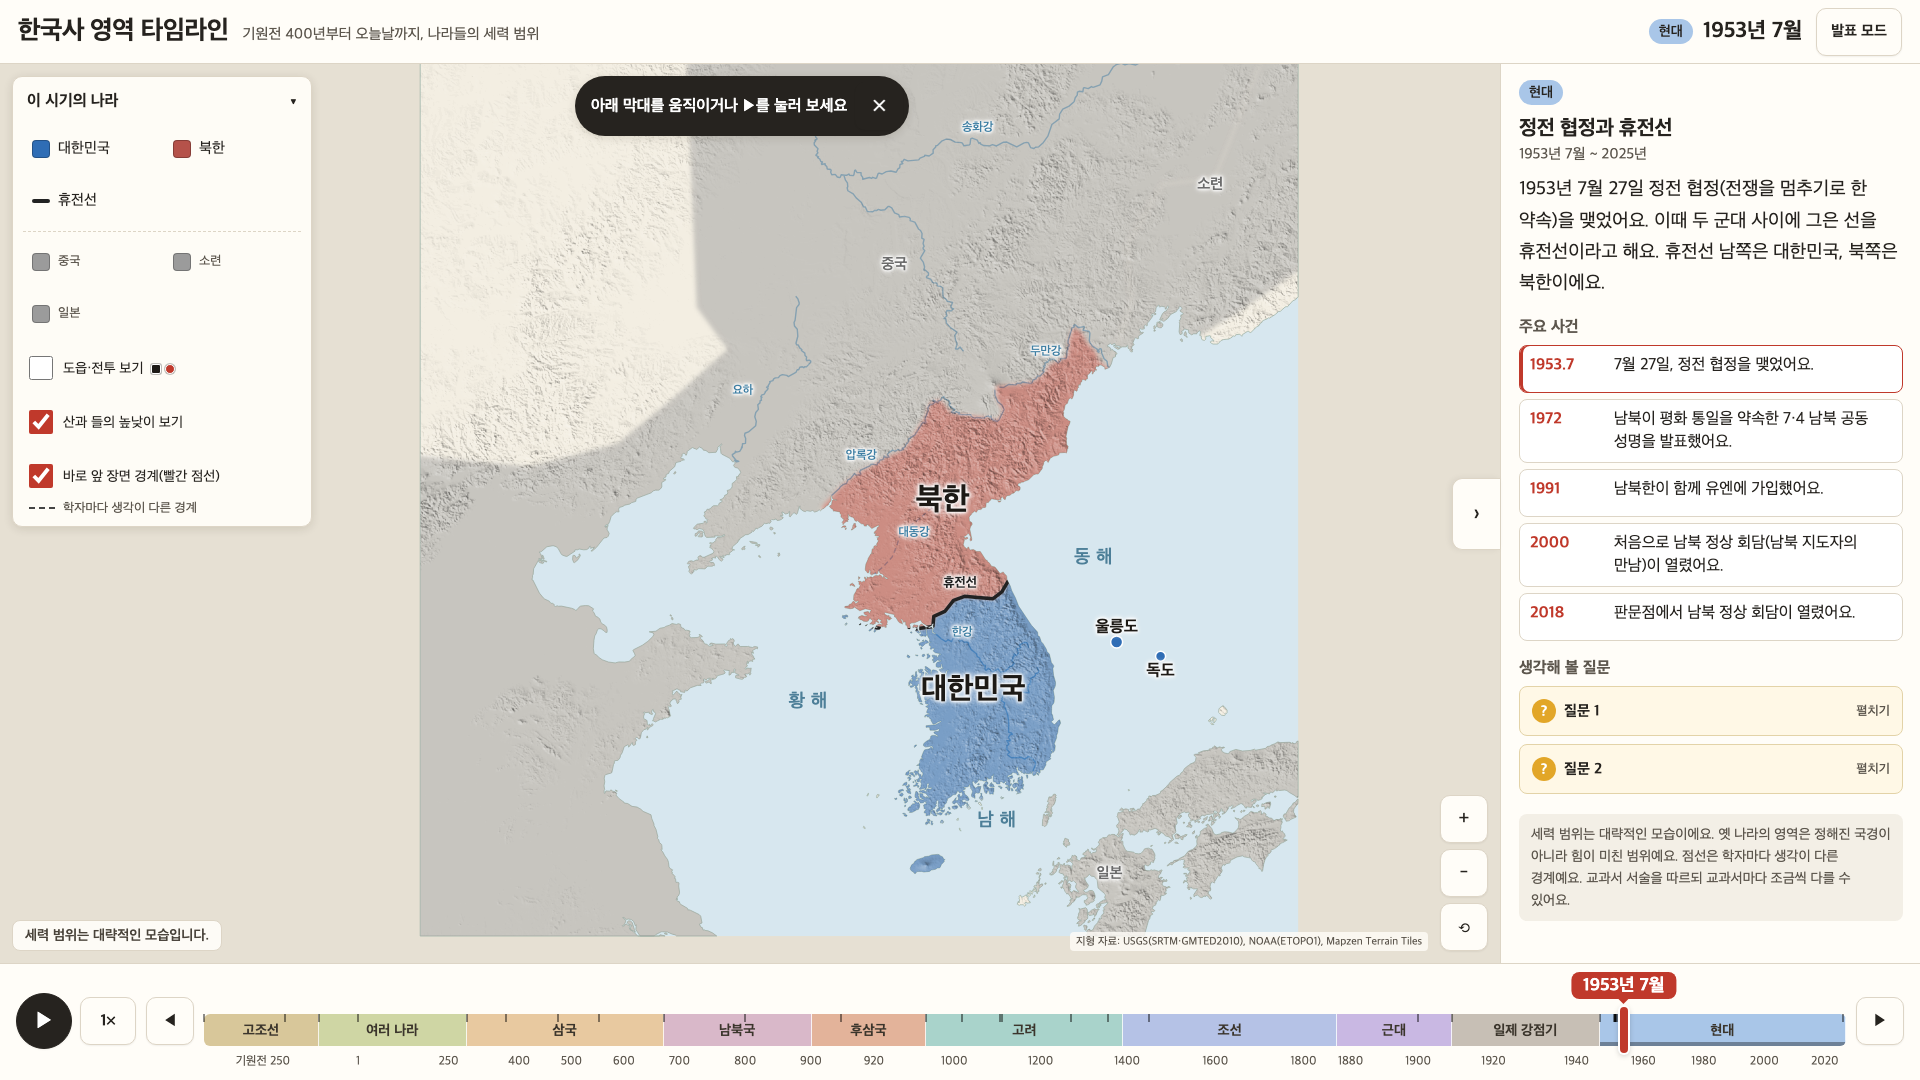 한국사 영역 타임라인
기원전 400년부터 오늘날까지, 나라들의 세력 범위
현대
1953년 7월
발표 모드
이 시기의 나라
▼
대한민국
북한
휴전선
중국
소련
일본
도읍·전투 보기
산과 들의 높낮이 보기
바로 앞 장면 경계(빨간 점선)
학자마다 생각이 다른 경계
아래 막대를 움직이거나 ▶를 눌러 보세요 ✕
송화강
소련
중국
두만강
요하
압록강
북한
대동강
동 해
휴전선
한강
울릉도
독도
대한민국
황 해
남 해
일본
›
+
−
⟲
세력 범위는 대략적인 모습입니다.
지형 자료: USGS(SRTM·GMTED2010), NOAA(ETOPO1), Mapzen Terrain Tiles
현대
정전 협정과 휴전선
1953년 7월 ~ 2025년
1953년 7월 27일 정전 협정(전쟁을 멈추기로 한
약속)을 맺었어요. 이때 두 군대 사이에 그은 선을
휴전선이라고 해요. 휴전선 남쪽은 대한민국, 북쪽은
북한이에요.
주요 사건
1953.7 7월 27일, 정전 협정을 맺었어요.
1972 남북이 평화 통일을 약속한 7·4 남북 공동
성명을 발표했어요.
1991 남북한이 함께 유엔에 가입했어요.
2000 처음으로 남북 정상 회담(남북 지도자의
만남)이 열렸어요.
2018 판문점에서 남북 정상 회담이 열렸어요.
생각해 볼 질문
? 질문 1 펼치기
? 질문 2 펼치기
세력 범위는 대략적인 모습이에요. 옛 나라의 영역은 정해진 국경이
아니라 힘이 미친 범위예요. 점선은 학자마다 생각이 다른
경계예요. 교과서 서술을 따르되 교과서마다 조금씩 다를 수
있어요.
1953년 7월
▶ 1× ◀
고조선 여러 나라 삼국 남북국 후삼국 고려 조선 근대 일제 강점기 현대
▶
기원전 250 1 250 400 500 600 700 800 900 920 1000 1200 1400 1600 1800 1880 1900 1920 1940 1960 1980 2000 2020